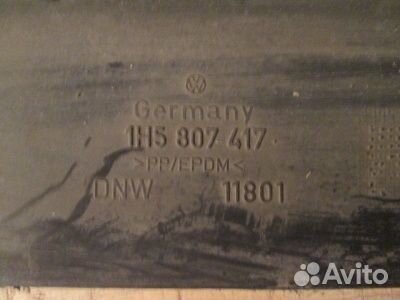 Germany
1H5 807 417
>PP/EPDM<
DNW 11801
Avito